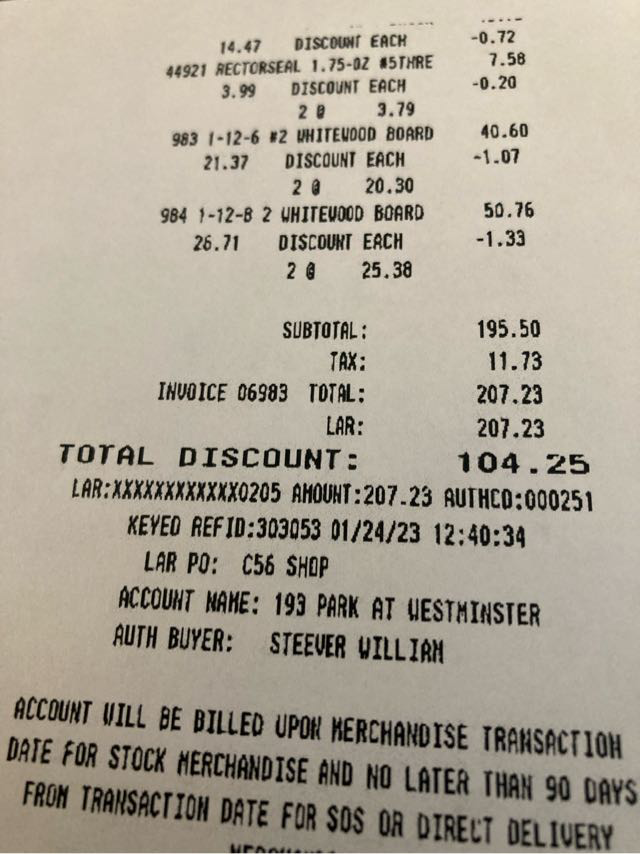 14.47 DISCOUNT EACH -0.72
44921 RECTORSEAL 1.75-OZ #5THRE 7.58
3.99 DISCOUNT EACH -0.20
2 @ 3.79
983 1-12-6 #2 WHITEWOOD BOARD 40.60
21.37 DISCOUNT EACH -1.07
2 @ 20.30
984 1-12-8 2 WHITEWOOD BOARD 50.76
26.71 DISCOUNT EACH -1.33
2 @ 25.38
SUBTOTAL: 195.50
TAX: 11.73
INVOICE 06983 TOTAL: 207.23
LAR: 207.23
TOTAL DISCOUNT: 104.25
LAR:XXXXXXXXXXXX0205 AMOUNT:207.23 AUTHCD:000251
KEYED REFID:303053 01/24/23 12:40:34
LAR PO: C56 SHOP
ACCOUNT NAME: 193 PARK AT WESTMINSTER
AUTH BUYER: STEEVER WILLIAM
ACCOUNT WILL BE BILLED UPON MERCHANDISE TRANSACTION
DATE FOR STOCK MERCHANDISE AND NO LATER THAN 90 DAYS
FROM TRANSACTION DATE FOR SOS OR DIRECT DELIVERY